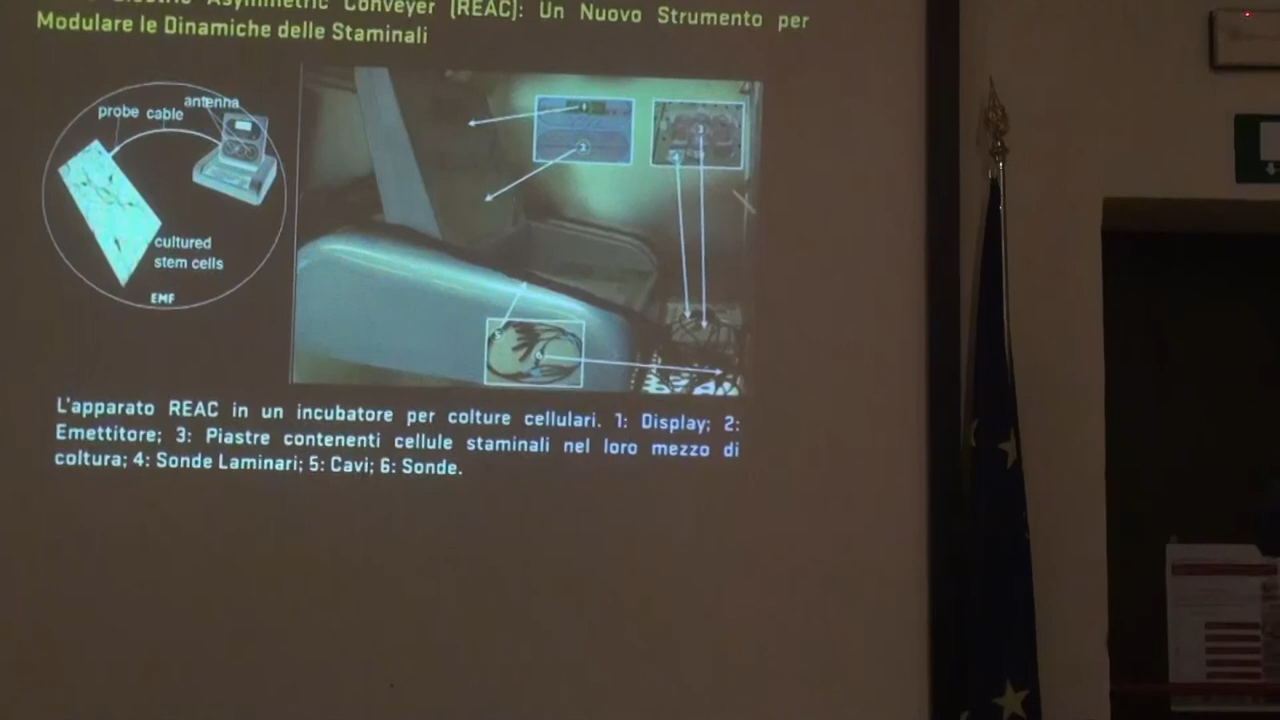 Electric Asymmetric Conveyer (REAC): Un Nuovo Strumento per
Modulare le Dinamiche delle Staminali
antenna
probe cable
cultured
stem cells
EMF
L'apparato REAC in un incubatore per colture cellulari. 1: Display; 2:
Emettitore; 3: Piastre contenenti cellule staminali nel loro mezzo di
coltura; 4: Sonde Laminari; 5: Cavi; 6: Sonde.